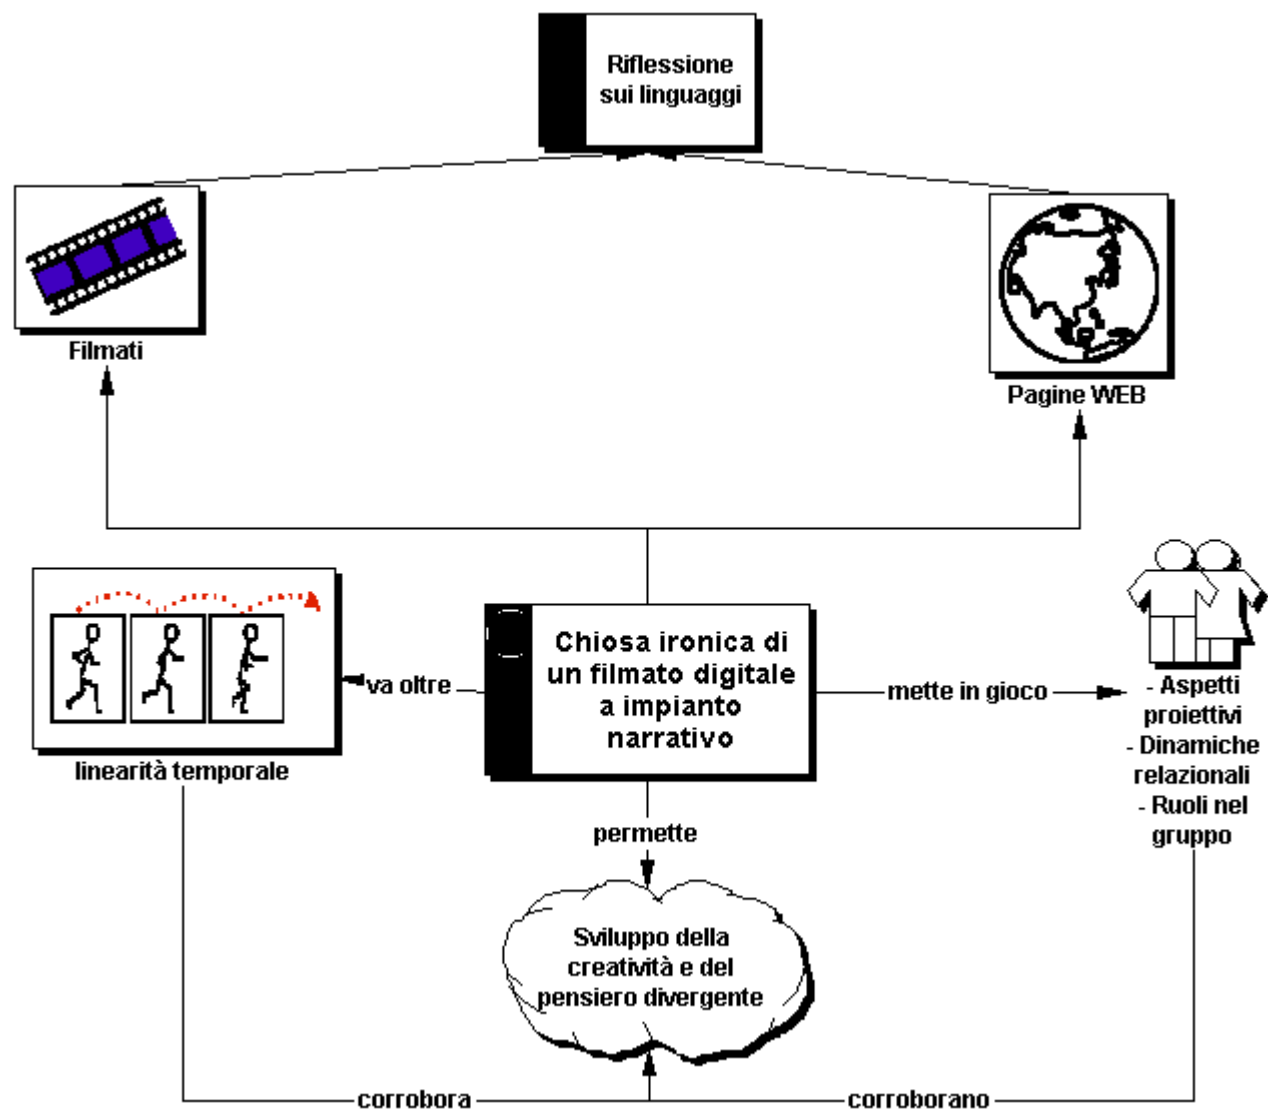 Riflessione
sui linguaggi
Filmati
Pagine WEB
Chiosa ironica di
un filmato digitale
a impianto
narrativo
va oltre
mette in gioco
linearità temporale
- Aspetti
proiettivi
- Dinamiche
relazionali
- Ruoli nel
gruppo
permette
Sviluppo della
creatività e del
pensiero divergente
corrobora
corroborano